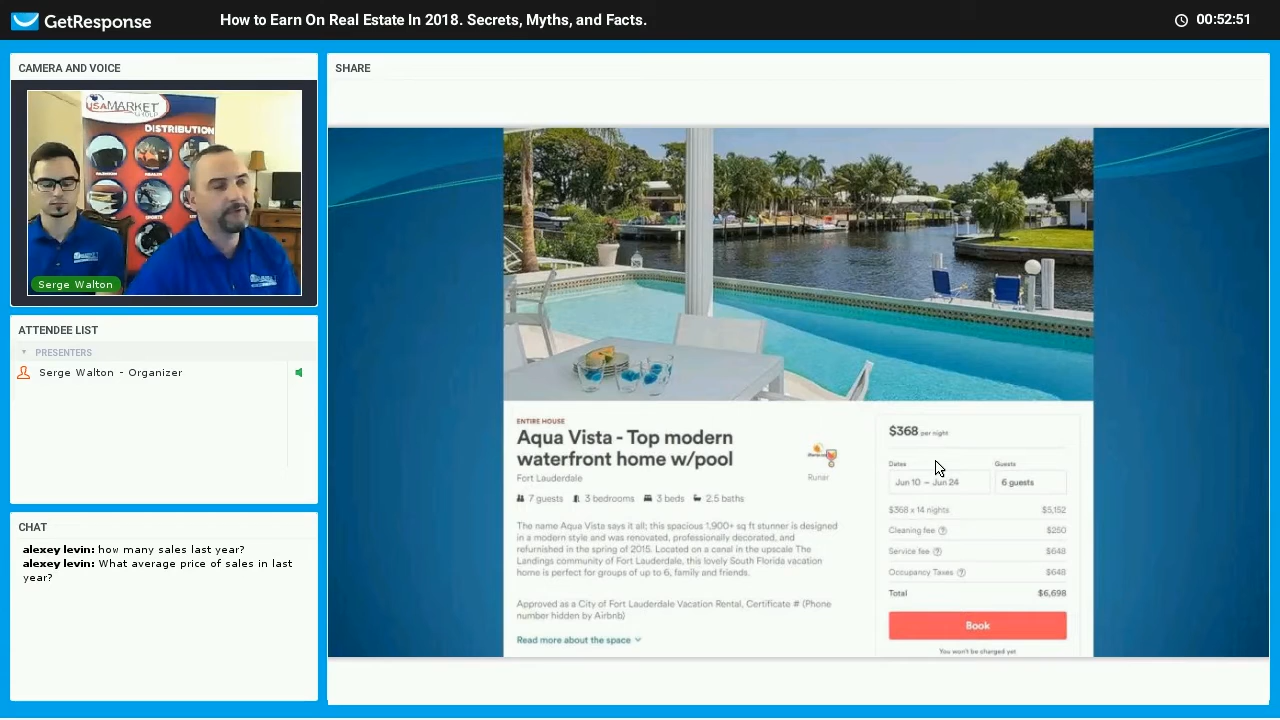 GetResponse
How to Earn On Real Estate In 2018. Secrets, Myths, and Facts.
00:52:51
CAMERA AND VOICE
USAMARKET
GROUP
DISTRIBUTION
Serge Walton
ATTENDEE LIST
PRESENTERS
Serge Walton - Organizer
CHAT
alexey levin: how many sales last year?
alexey levin: What average price of sales in last
year?
SHARE
ENTIRE HOUSE
Aqua Vista - Top modern
waterfront home w/pool
Fort Lauderdale
Runar
7 guests 3 bedrooms 3 beds 2.5 baths
The name Aqua Vista says it all; this spacious 1,900+ sq ft stunner is designed
in a modern style and was renovated, professionally decorated, and
refurnished in the spring of 2015. Located on a canal in the upscale The
Landings community of Fort Lauderdale, this lovely South Florida vacation
home is perfect for groups of up to 6, family and friends.
Approved as a City of Fort Lauderdale Vacation Rental, Certificate # (Phone
number hidden by Airbnb)
Read more about the space
$368 per night
Dates Guests
Jun 10 – Jun 24 6 guests
$368 x 14 nights $5,152
Cleaning fee $250
Service fee $648
Occupancy Taxes $648
Total $6,698
Book
You won't be charged yet